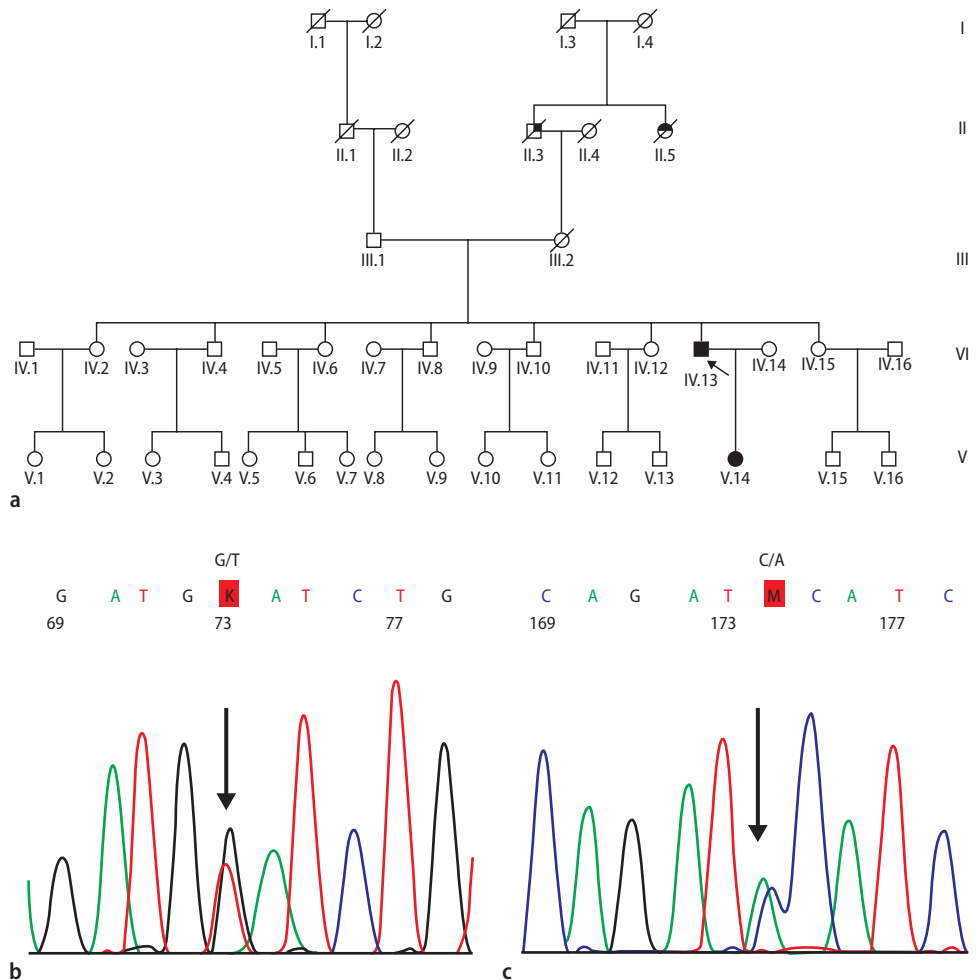 I.1 I.2 I.3 I.4 I
II.1 II.2 II.3 II.4 II.5 II
III.1 III.2 III
IV.1 IV.2 IV.3 IV.4 IV.5 IV.6 IV.7 IV.8 IV.9 IV.10 IV.11 IV.12 IV.13 IV.14 IV.15 IV.16 VI
V.1 V.2 V.3 V.4 V.5 V.6 V.7 V.8 V.9 V.10 V.11 V.12 V.13 V.14 V.15 V.16 V
a
G/T C/A
G A T G K A T C T G C A G A T M C A T C
69 73 77 169 173 177
b c